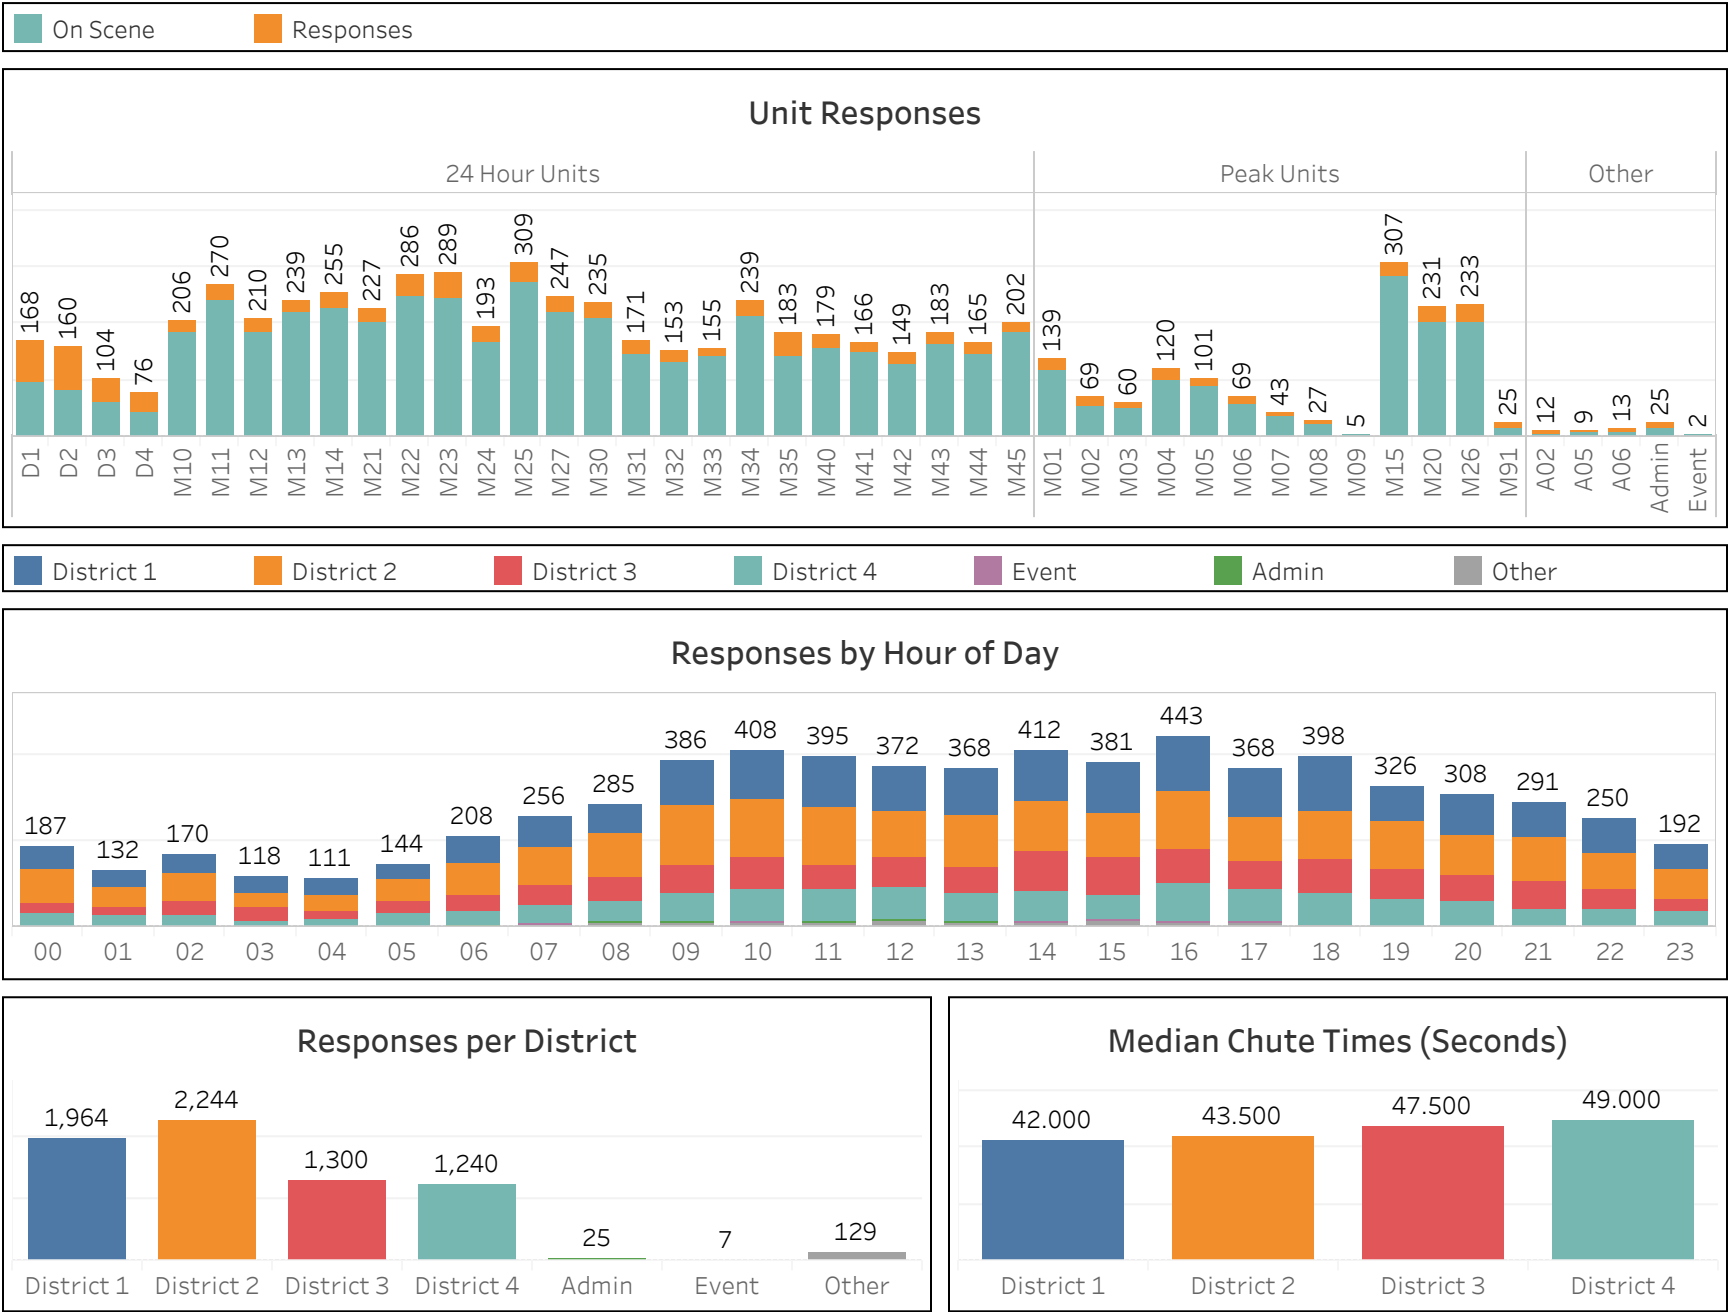 On Scene Responses
Unit Responses
24 Hour Units Peak Units Other
168 160 104 76 206 270 210 239 255 227 286 289 193 309 247 235 171 153 155 239 183 179 166 149 183 165 202 139 69 60 120 101 69 43 27 5 307 231 233 25 12 9 13 25 2
D1 D2 D3 D4 M10 M11 M12 M13 M14 M21 M22 M23 M24 M25 M27 M30 M31 M32 M33 M34 M35 M40 M41 M42 M43 M44 M45 M01 M02 M03 M04 M05 M06 M07 M08 M09 M15 M20 M26 M91 A02 A05 A06 Admin Event
District 1 District 2 District 3 District 4 Event Admin Other
Responses by Hour of Day
187 132 170 118 111 144 208 256 285 386 408 395 372 368 412 381 443 368 398 326 308 291 250 192
00 01 02 03 04 05 06 07 08 09 10 11 12 13 14 15 16 17 18 19 20 21 22 23
Responses per District
1,964 2,244 1,300 1,240 25 7 129
District 1 District 2 District 3 District 4 Admin Event Other
Median Chute Times (Seconds)
42.000 43.500 47.500 49.000
District 1 District 2 District 3 District 4